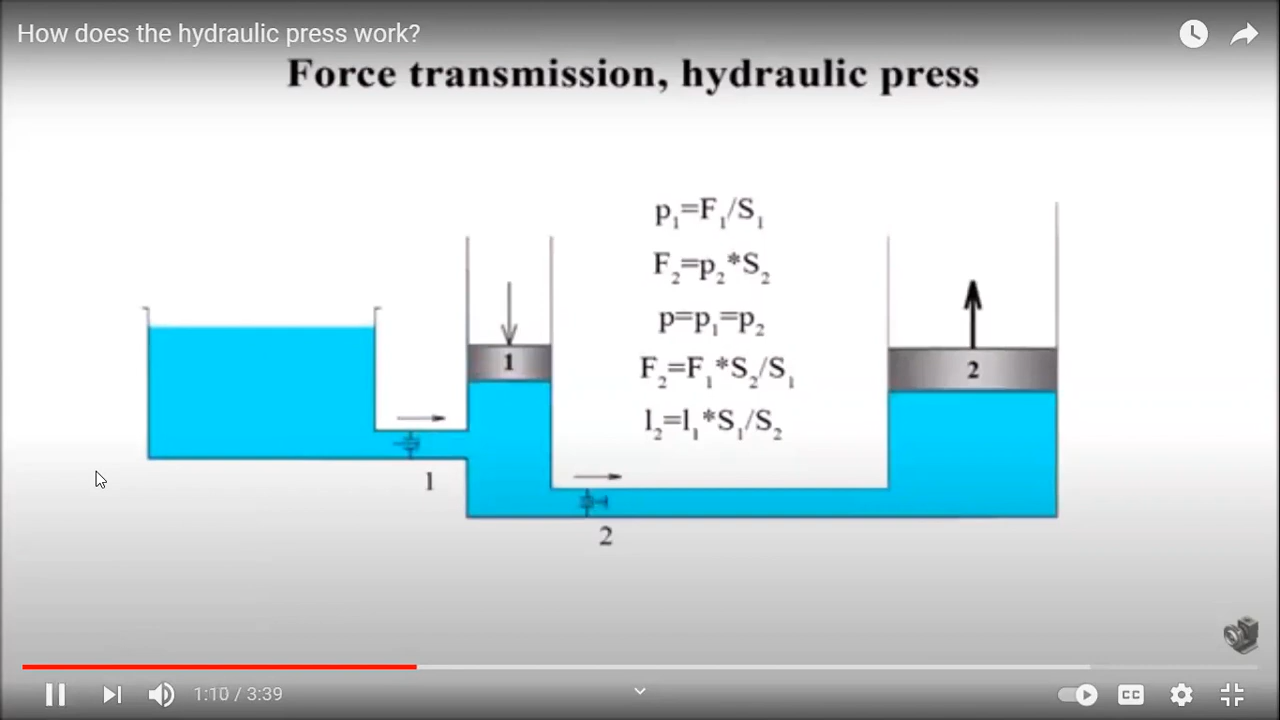 How does the hydraulic press work?
Force transmission, hydraulic press
p₁=F₁/S₁
F₂=p₂*S₂
p=p₁=p₂
F₂=F₁*S₂/S₁
l₂=l₁*S₁/S₂
1
2
1
2
1:10 / 3:39
CC